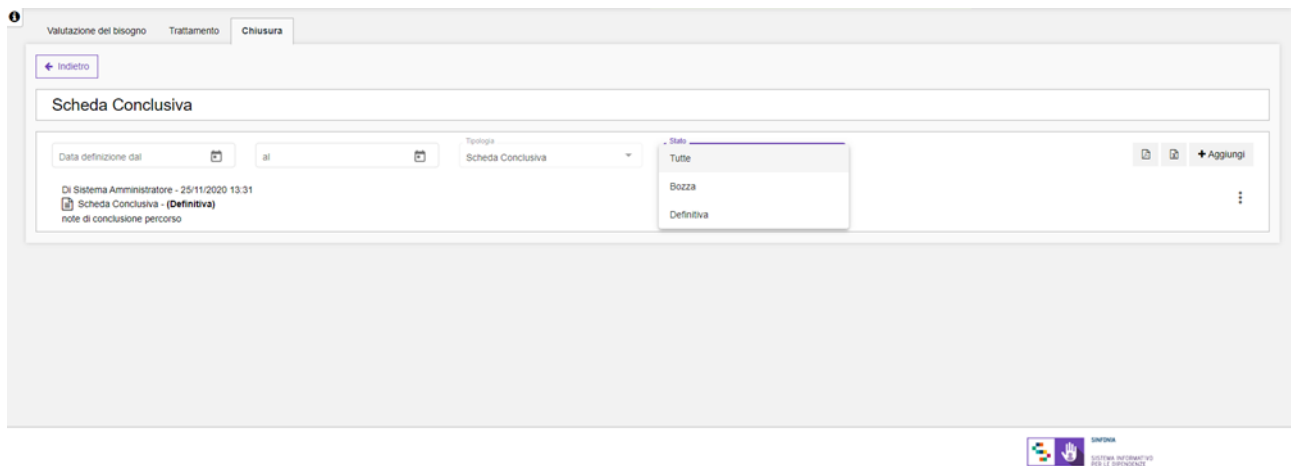 Valutazione del bisogno Trattamento Chiusura
Indietro
Scheda Conclusiva
Tipologia Stato
Data definizione dal al Scheda Conclusiva Tutte + Aggiungi
Bozza
Definitiva
Di Sistema Amministratore - 25/11/2020 13:31
Scheda Conclusiva - (Definitiva)
note di conclusione percorso
SINFONIA
SISTEMA INFORMATIVO
PER LE DIPENDENZE